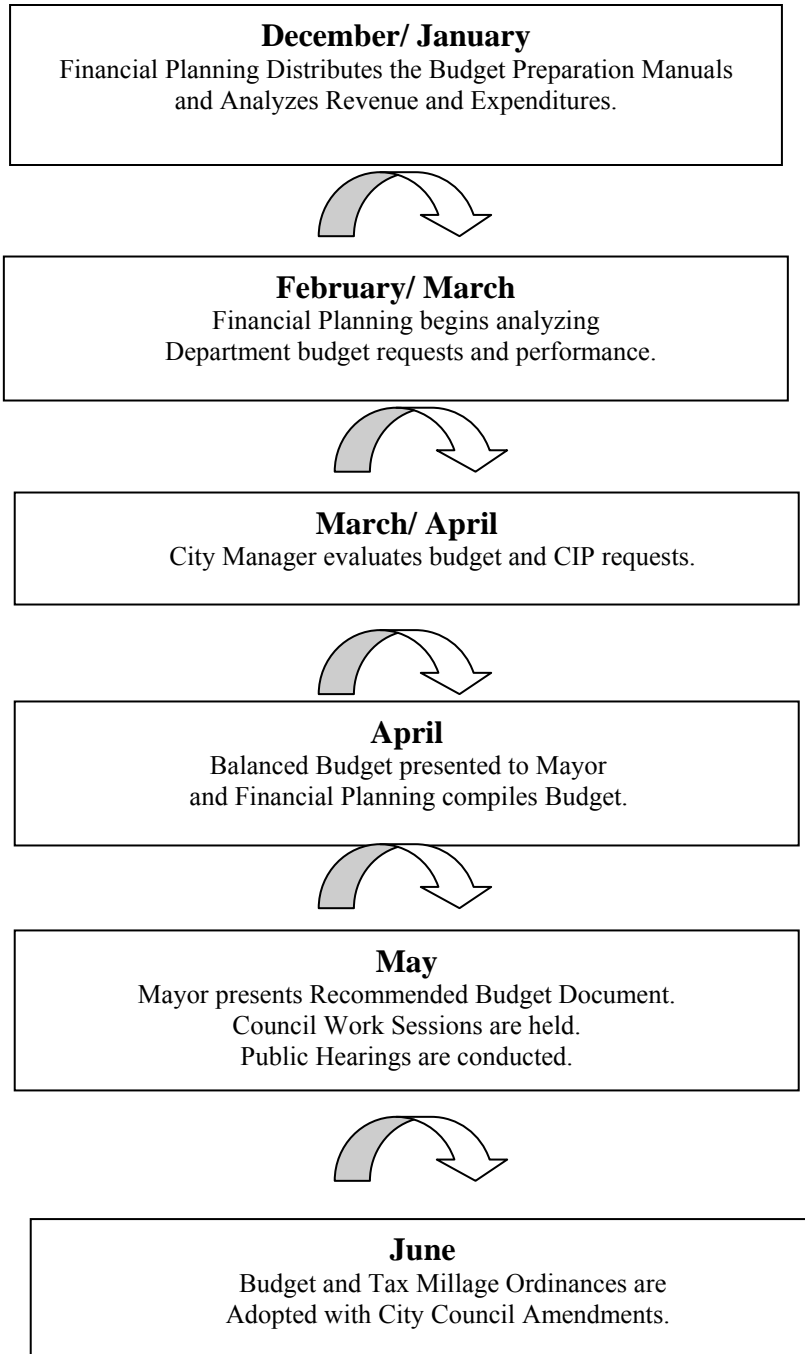 December/ January
Financial Planning Distributes the Budget Preparation Manuals
and Analyzes Revenue and Expenditures.
February/ March
Financial Planning begins analyzing
Department budget requests and performance.
March/ April
City Manager evaluates budget and CIP requests.
April
Balanced Budget presented to Mayor
and Financial Planning compiles Budget.
May
Mayor presents Recommended Budget Document.
Council Work Sessions are held.
Public Hearings are conducted.
June
Budget and Tax Millage Ordinances are
Adopted with City Council Amendments.